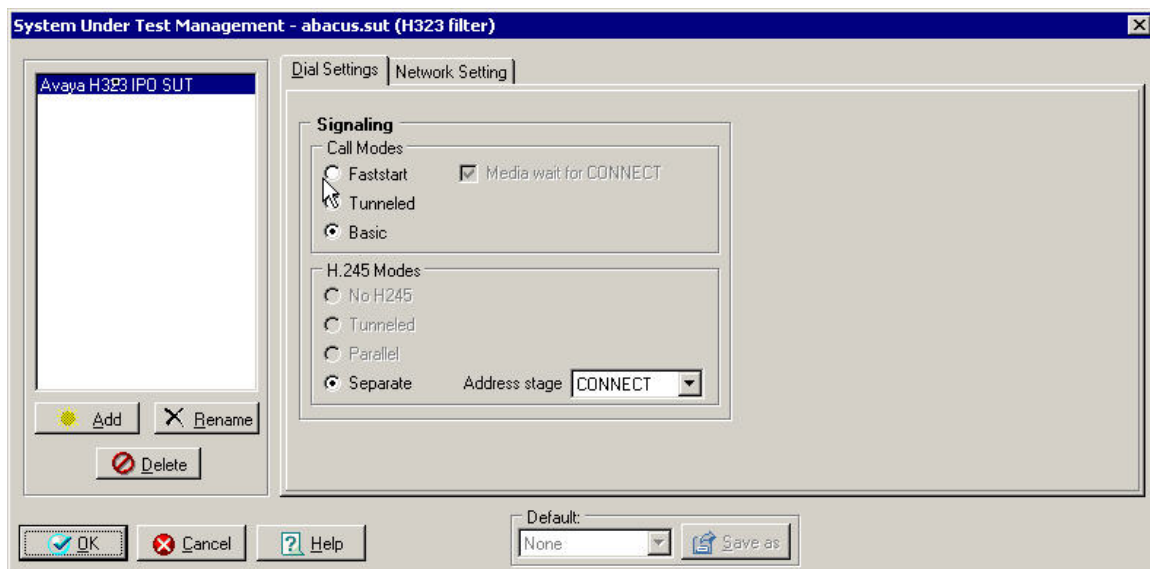 System Under Test Management - abacus.sut (H323 filter)
Avaya H323 IPO SUT
Dial Settings
Network Setting
Signaling
Call Modes
Faststart
Media wait for CONNECT
Tunneled
Basic
H.245 Modes
No H245
Tunneled
Parallel
Separate
Address stage
CONNECT
Add
Rename
Delete
OK
Cancel
Help
Default:
None
Save as